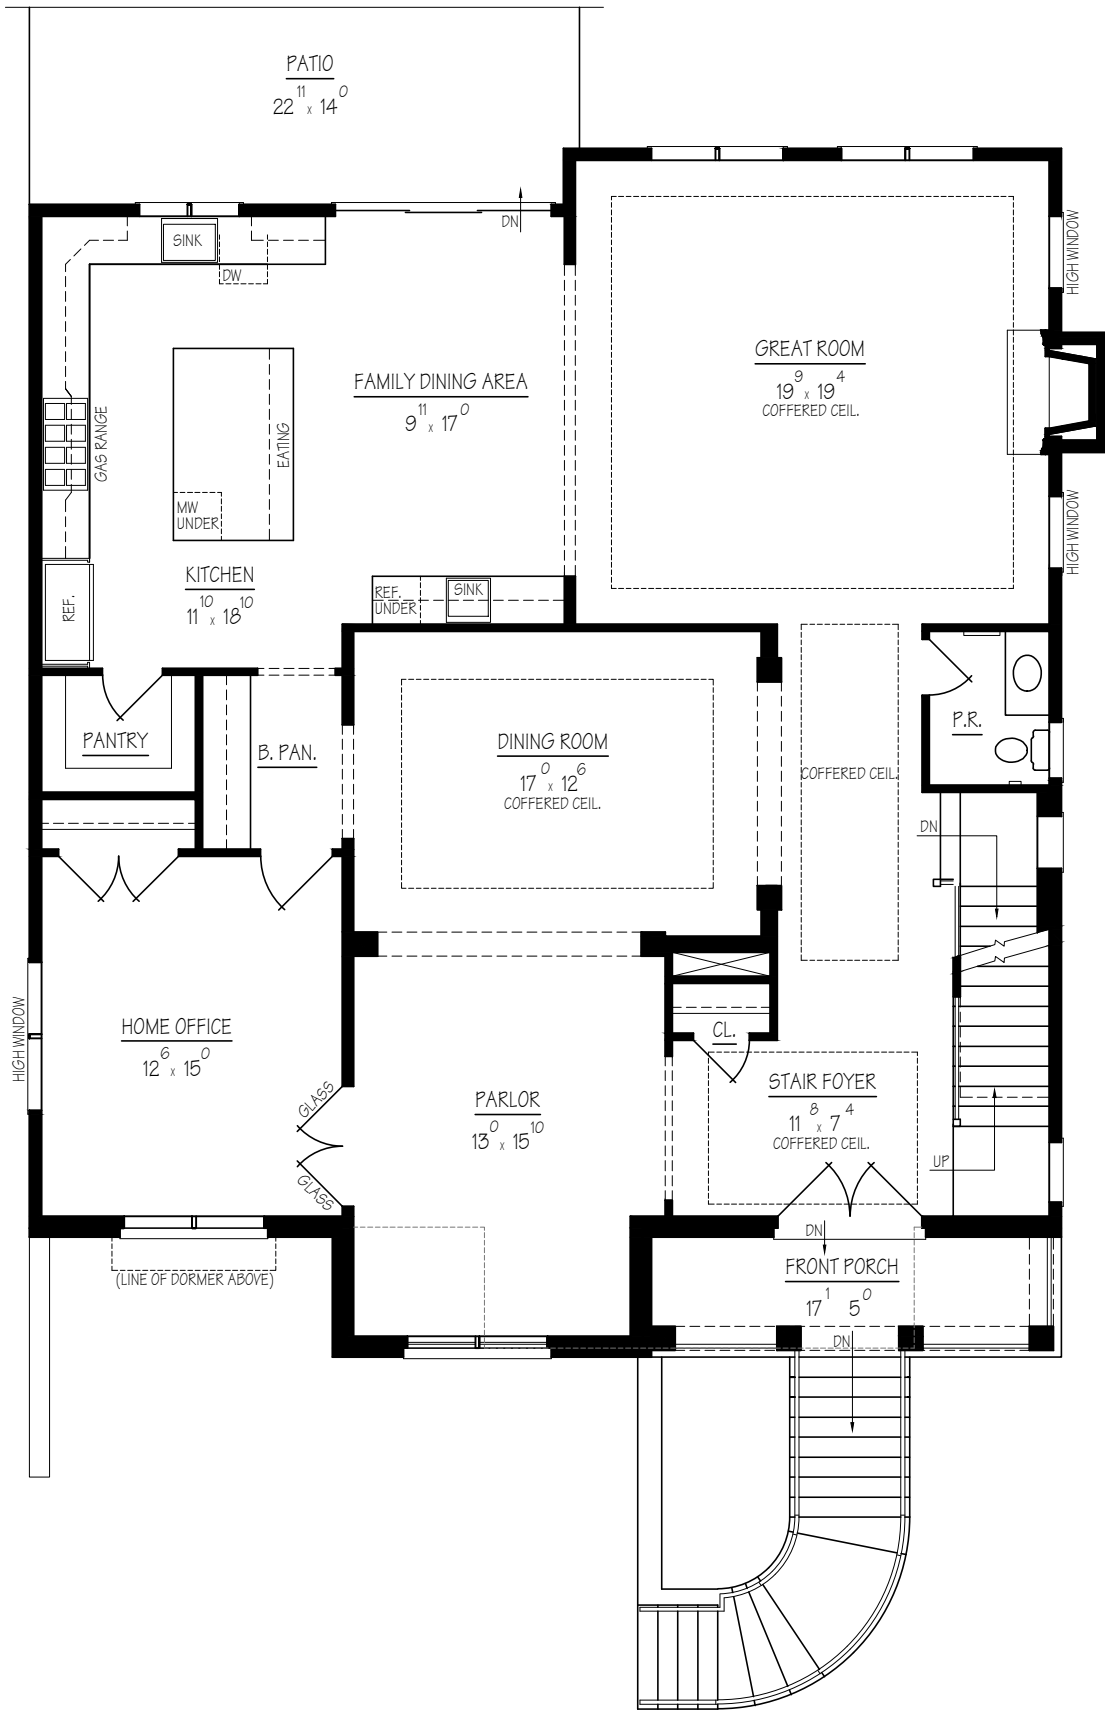 PATIO
22 11 x 14 0
DN
SINK
DW
HIGH WINDOW
GREAT ROOM
19 9 x 19 4
COFFERED CEIL.
FAMILY DINING AREA
9 11 x 17 0
GAS RANGE
EATING
MW
UNDER
HIGH WINDOW
KITCHEN
11 10 x 18 10
REF.
REF.
UNDER
SINK
P.R.
PANTRY
B. PAN.
DINING ROOM
17 0 x 12 6
COFFERED CEIL.
COFFERED CEIL.
DN
HIGH WINDOW
HOME OFFICE
12 6 x 15 0
CL.
STAIR FOYER
11 8 x 7 4
COFFERED CEIL.
GLASS
GLASS
PARLOR
13 0 x 15 10
UP
DN
(LINE OF DORMER ABOVE)
FRONT PORCH
17 1 5 0
DN